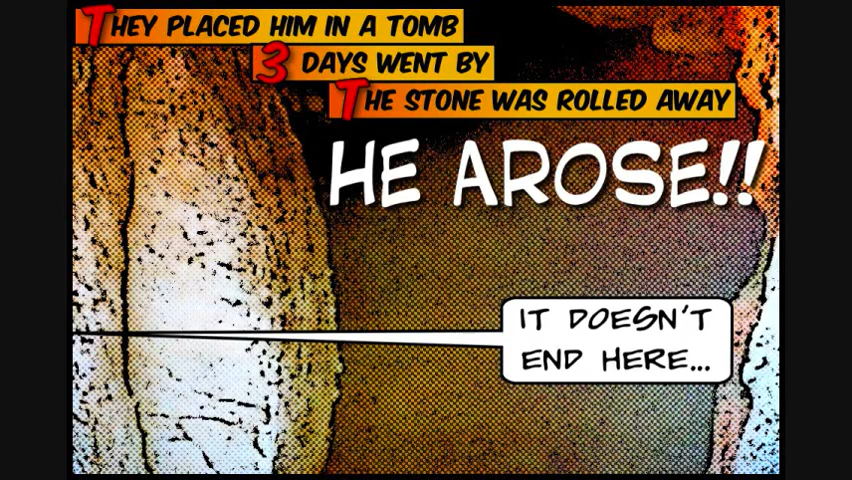 THEY PLACED HIM IN A TOMB
3 DAYS WENT BY
THE STONE WAS ROLLED AWAY
HE AROSE!!
IT DOESN'T
END HERE...